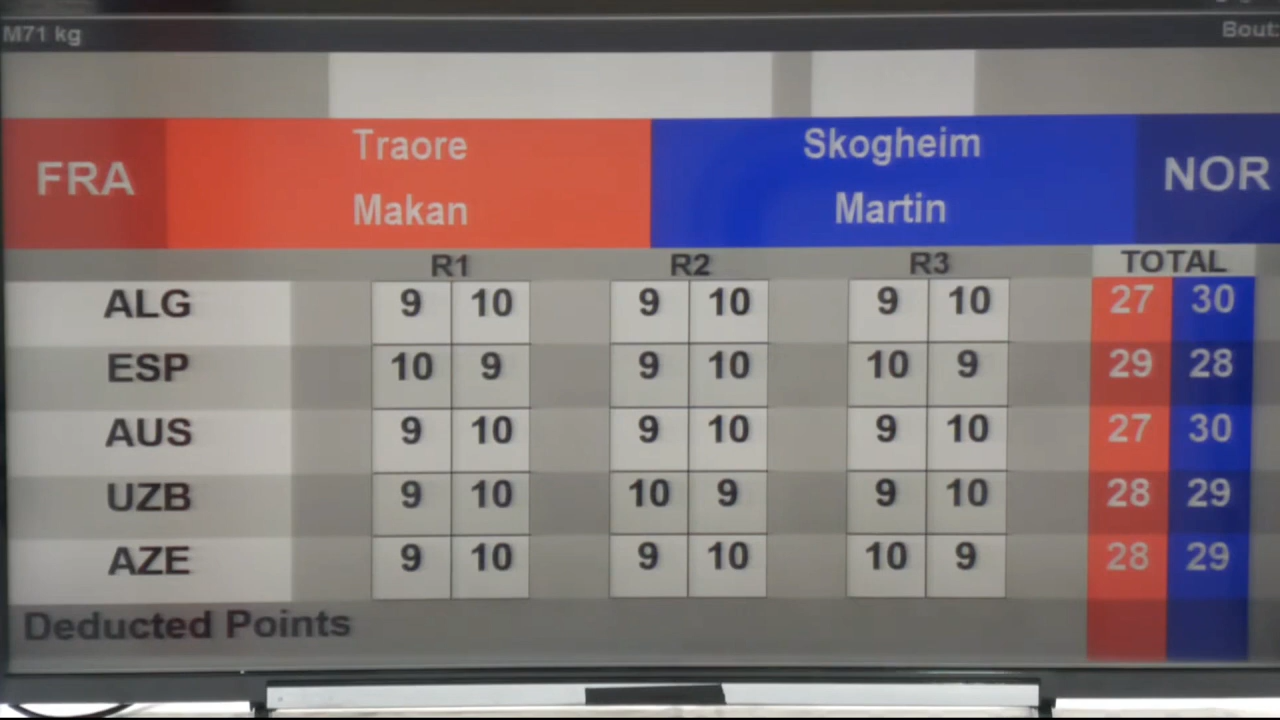 M71 kg Bout:
FRA Traore Makan Skogheim Martin NOR
R1 R2 R3 TOTAL
ALG 9 10 9 10 9 10 27 30
ESP 10 9 9 10 10 9 29 28
AUS 9 10 9 10 9 10 27 30
UZB 9 10 10 9 9 10 28 29
AZE 9 10 9 10 10 9 28 29
Deducted Points